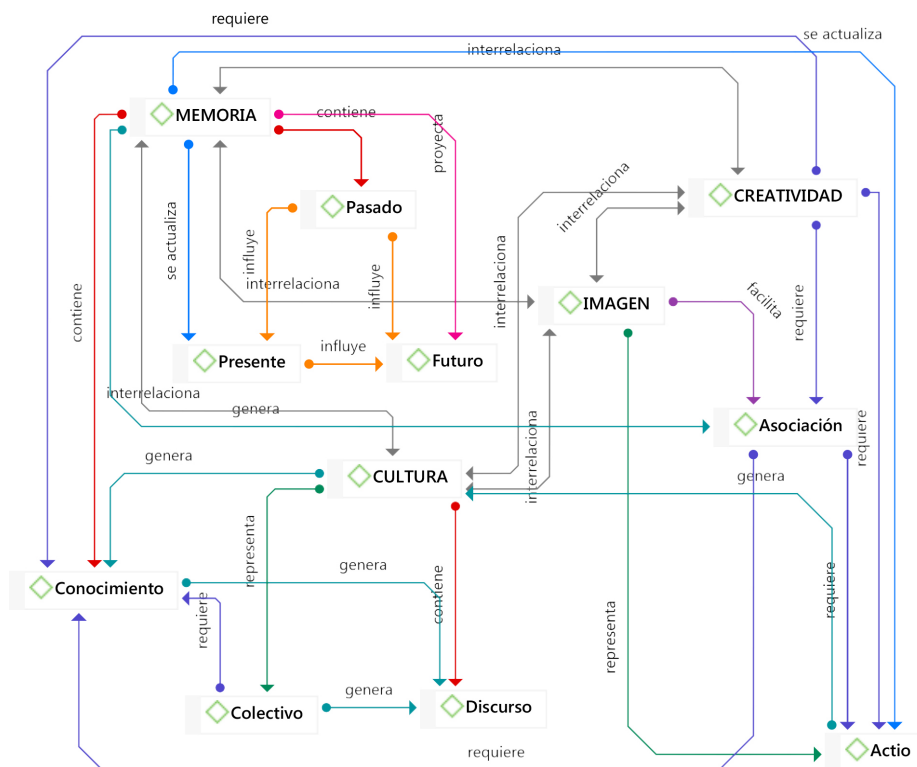 requiere
se actualiza
interrelaciona
MEMORIA
contiene
proyecta
interrelaciona
CREATIVIDAD
Pasado
se actualiza
influye
influye
interrelaciona
interrelaciona
contiene
IMAGEN
facilita
requiere
Presente
influye
Futuro
interrelaciona
genera
Asociación
requiere
interrelaciona
genera
CULTURA
genera
representa
genera
contiene
requiere
Conocimiento
requiere
representa
genera
Colectivo
Discurso
requiere
Actio